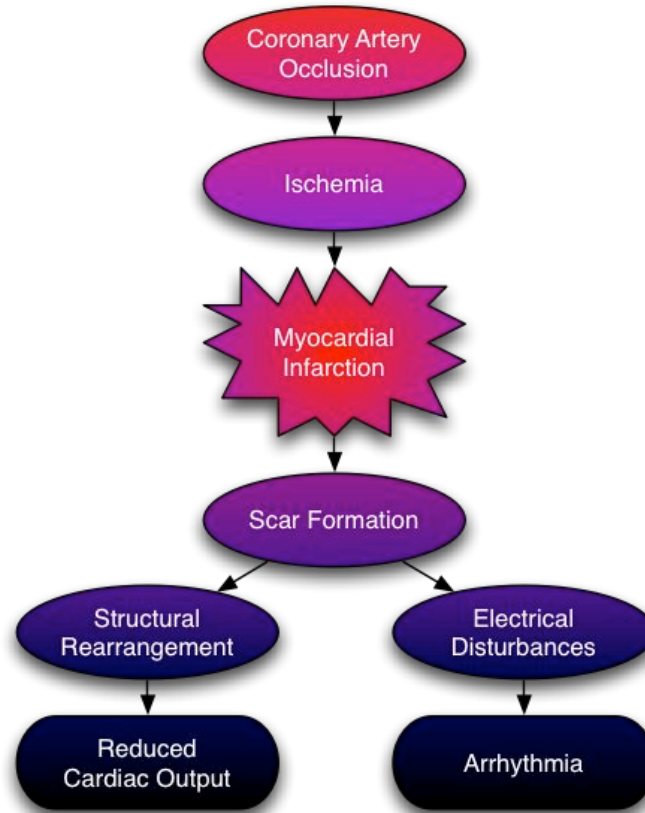 Coronary Artery
Occlusion
Ischemia
Myocardial
Infarction
Scar Formation
Structural
Rearrangement
Electrical
Disturbances
Reduced
Cardiac Output
Arrhythmia